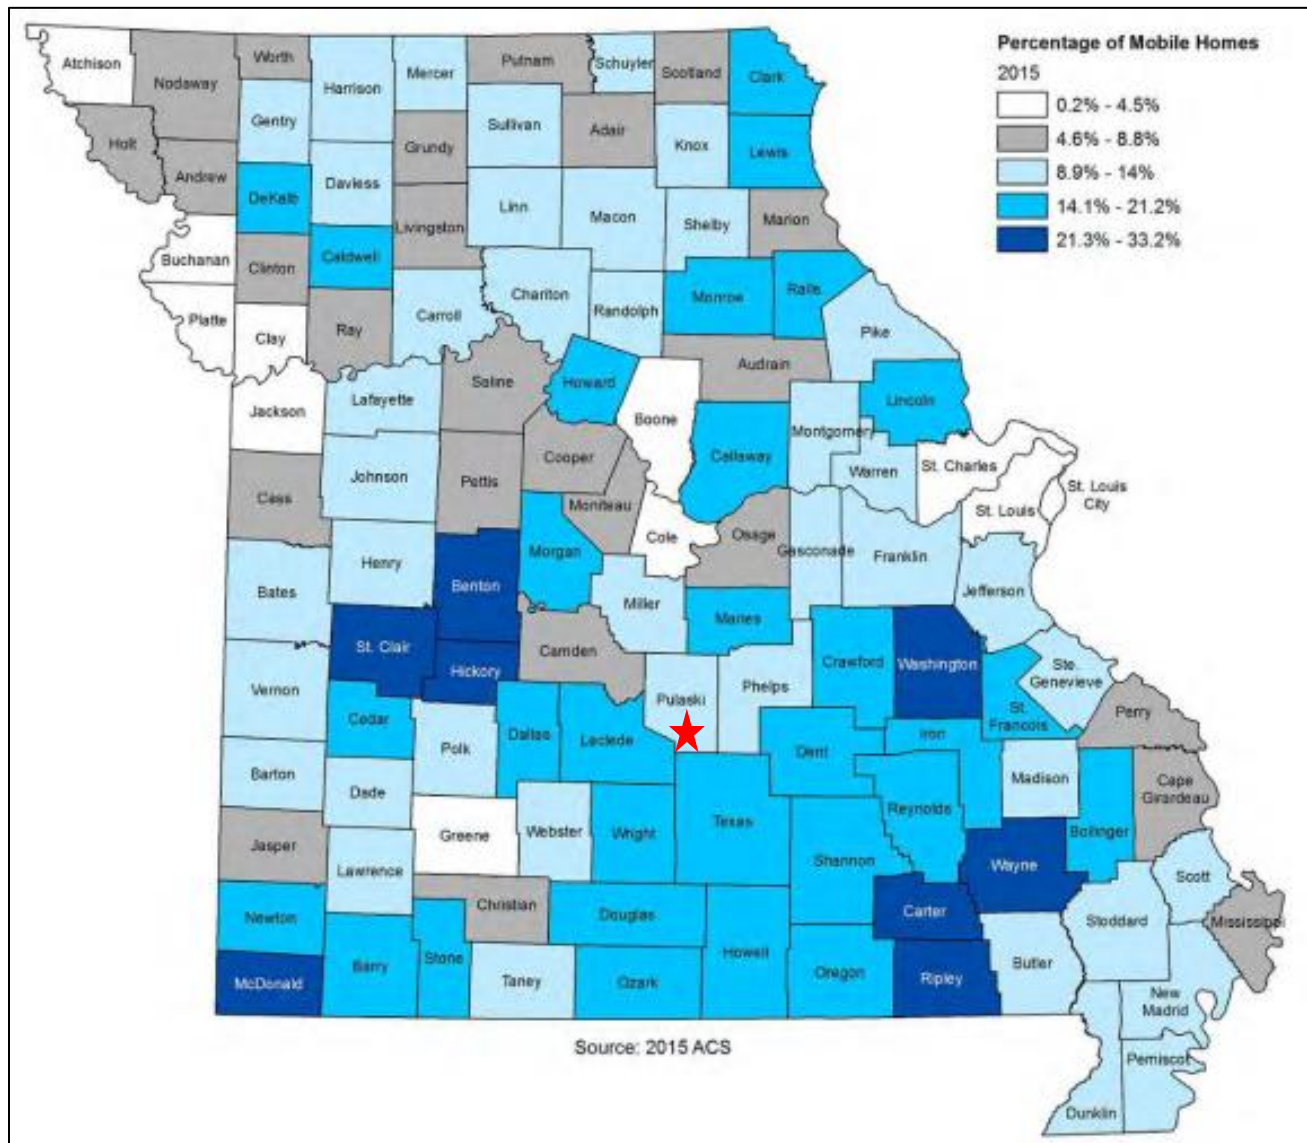 Percentage of Mobile Homes
2015
0.2% - 4.5%
4.6% - 8.8%
8.9% - 14%
14.1% - 21.2%
21.3% - 33.2%
Atchison
Nodaway
Worth
Harrison
Mercer
Putnam
Schuyler
Scotland
Clark
Gentry
Sullivan
Adair
Knox
Lewis
Holt
Andrew
DeKalb
Daviess
Grundy
Livingston
Linn
Macon
Shelby
Marion
Buchanan
Clinton
Caldwell
Chariton
Randolph
Monroe
Ralls
Platte
Clay
Ray
Carroll
Pike
Audrain
Jackson
Lafayette
Saline
Howard
Boone
Callaway
Montgomery
Lincoln
Warren
St. Charles
St. Louis
St. Louis
City
Cass
Johnson
Pettis
Cooper
Moniteau
Cole
Osage
Gasconade
Franklin
Jefferson
Bates
Henry
Benton
Morgan
Miller
Maries
St. Clair
Hickory
Camden
Pulaski
Phelps
Crawford
Washington
Ste.
Genevieve
St.
Francois
Perry
Vernon
Cedar
Polk
Dallas
Laclede
Dent
Iron
Madison
Cape
Girardeau
Barton
Dade
Greene
Webster
Wright
Texas
Shannon
Reynolds
Bollinger
Wayne
Jasper
Lawrence
Christian
Douglas
Howell
Carter
Stoddard
Scott
Mississippi
Newton
McDonald
Barry
Stone
Taney
Ozark
Oregon
Ripley
Butler
New
Madrid
Pemiscot
Dunklin
Source: 2015 ACS